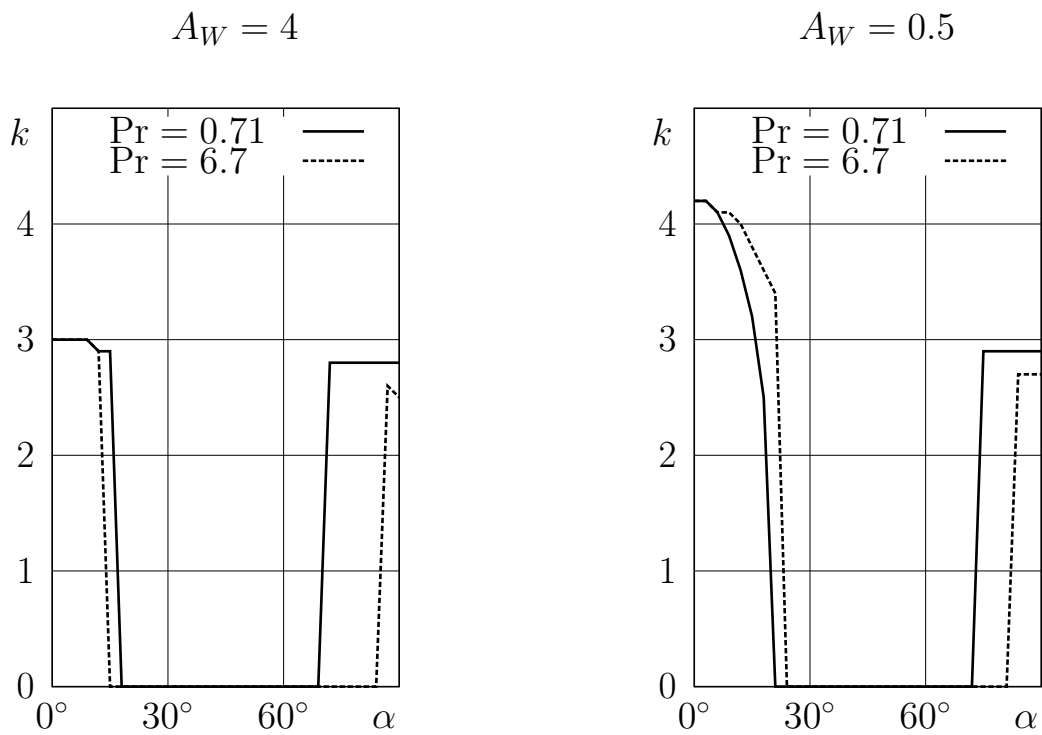 A_W = 4
k
Pr = 0.71
Pr = 6.7
4
3
2
1
0
0° 30° 60° α
A_W = 0.5
k
Pr = 0.71
Pr = 6.7
4
3
2
1
0
0° 30° 60° α